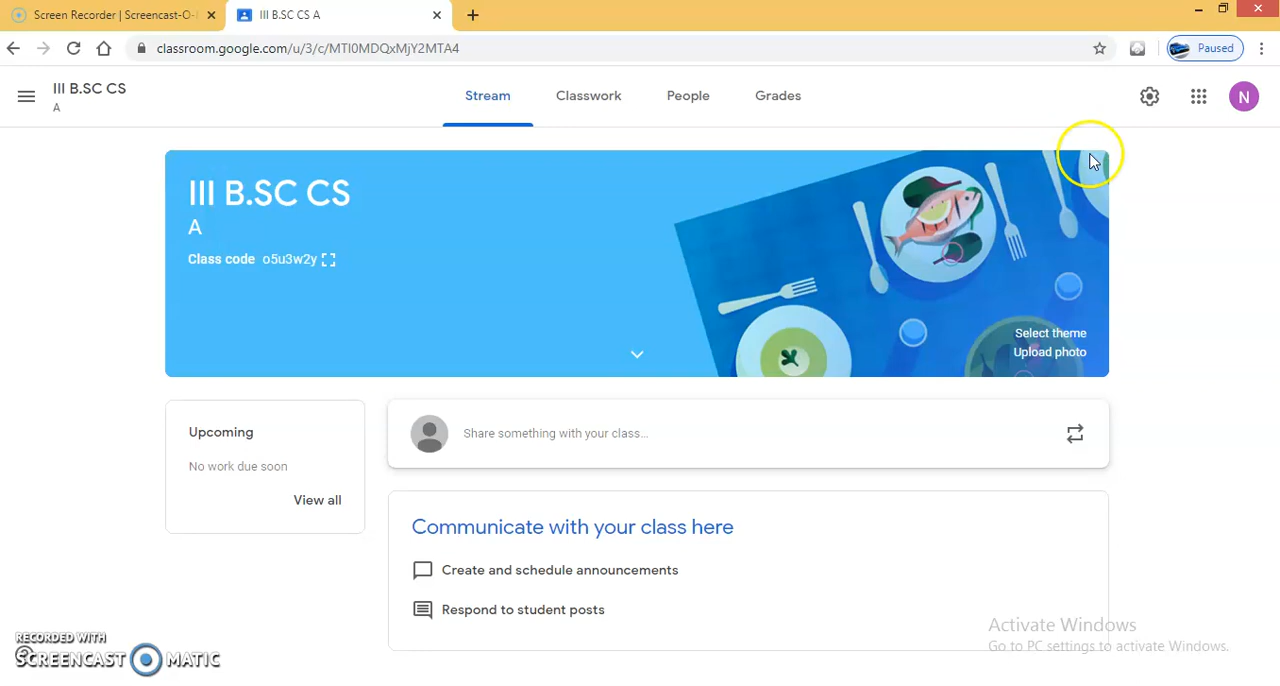 Screen Recorder | Screencast-O-
III B.SC CS A
classroom.google.com/u/3/c/MTI0MDQxMjY2MTA4
Paused
III B.SC CS
A
Stream
Classwork
People
Grades
N
III B.SC CS
A
Class code o5u3w2y
Select theme
Upload photo
Upcoming
No work due soon
View all
Share something with your class...
Communicate with your class here
Create and schedule announcements
Respond to student posts
Activate Windows
Go to PC settings to activate Windows.
RECORDED WITH
SCREENCAST MATIC